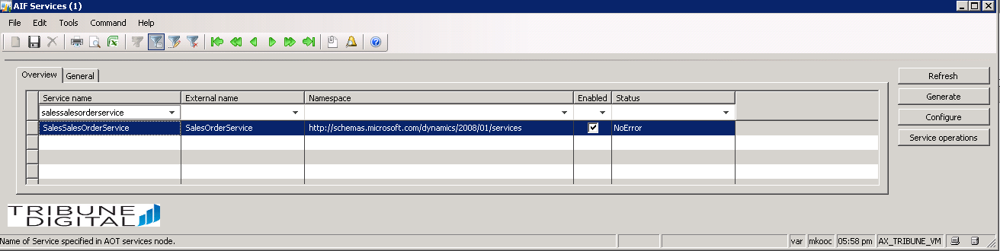 AIF Services (1)
File Edit Tools Command Help
Overview General
Refresh
Generate
Configure
Service operations
Service name External name Namespace Enabled Status
salessalesorderservice
SalesSalesOrderService SalesOrderService http://schemas.microsoft.com/dynamics/2008/01/services NoError
TRIBUNE
DIGITAL
Name of Service specified in AOT services node. var mkooc 05:58 pm AX_TRIBUNE_VM